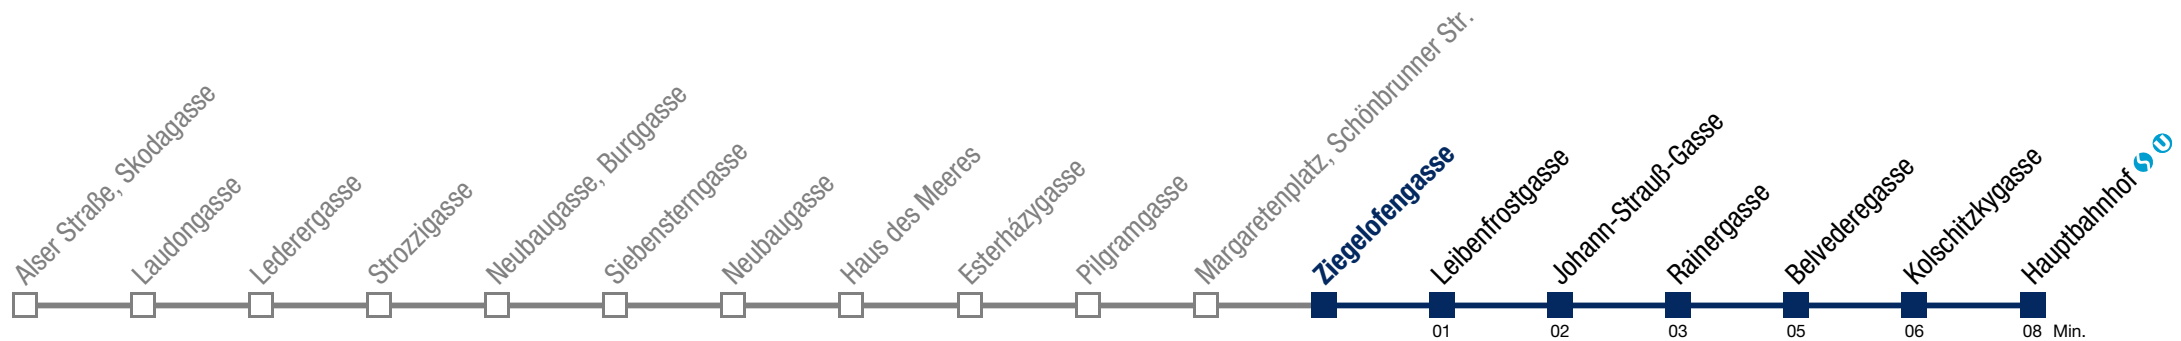 Alser Straße, Skodagasse
Laudongasse
Lederergasse
Strozzigasse
Neubaugasse, Burggasse
Siebensterngasse
Neubaugasse
Haus des Meeres
Esterházygasse
Pilgramgasse
Margaretenplatz, Schönbrunner Str.
Ziegelofengasse
Leibenfrostgasse
Johann-Strauß-Gasse
Rainergasse
Belvederegasse
Kolschitzkygasse
Hauptbahnhof S U
01 02 03 05 06 08 Min.